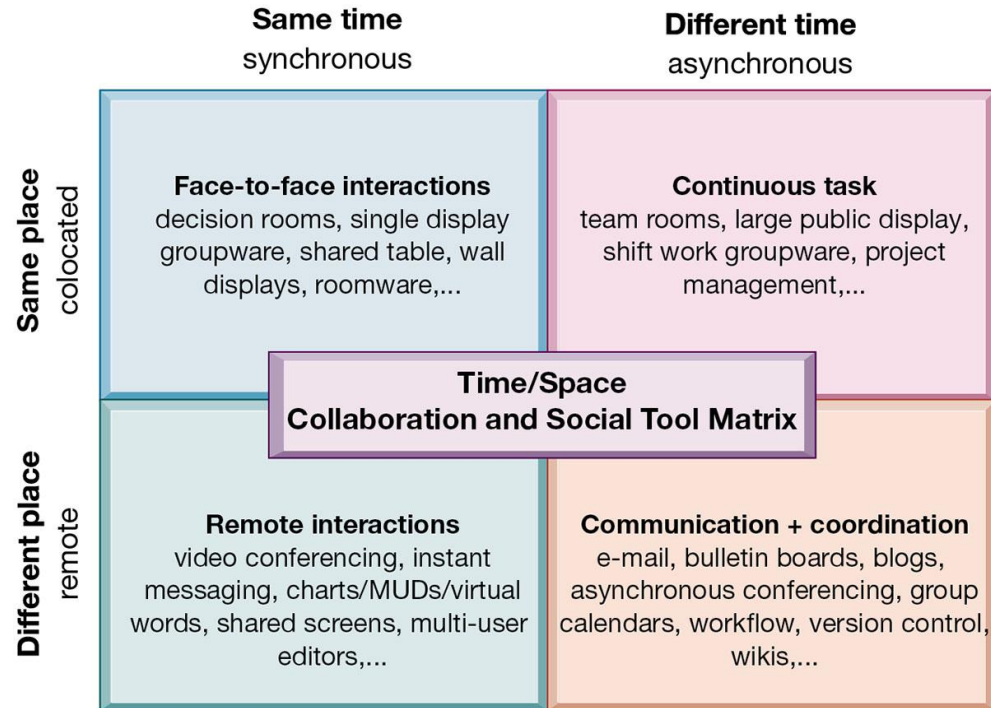 Same time
synchronous
Different time
asynchronous
Same place
colocated
Face-to-face interactions
decision rooms, single display
groupware, shared table, wall
displays, roomware,...
Continuous task
team rooms, large public display,
shift work groupware, project
management,...
Time/Space
Collaboration and Social Tool Matrix
Different place
remote
Remote interactions
video conferencing, instant
messaging, charts/MUDs/virtual
words, shared screens, multi-user
editors,...
Communication + coordination
e-mail, bulletin boards, blogs,
asynchronous conferencing, group
calendars, workflow, version control,
wikis,...